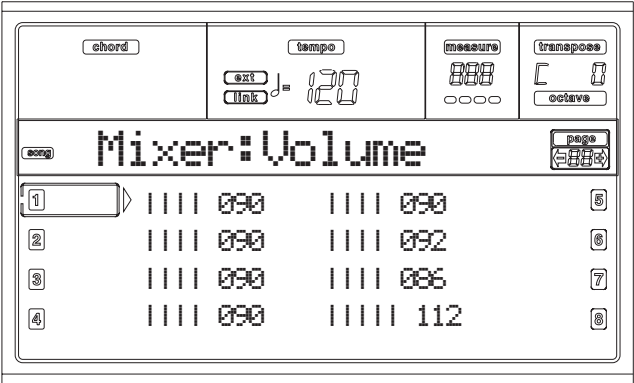 chord tempo measure transpose
ext
link = 120 888 C 0
octave
song Mixer:Volume page
88
1 |||| 090 |||| 090 5
2 |||| 090 |||| 092 6
3 |||| 090 |||| 086 7
4 |||| 090 ||||| 112 8